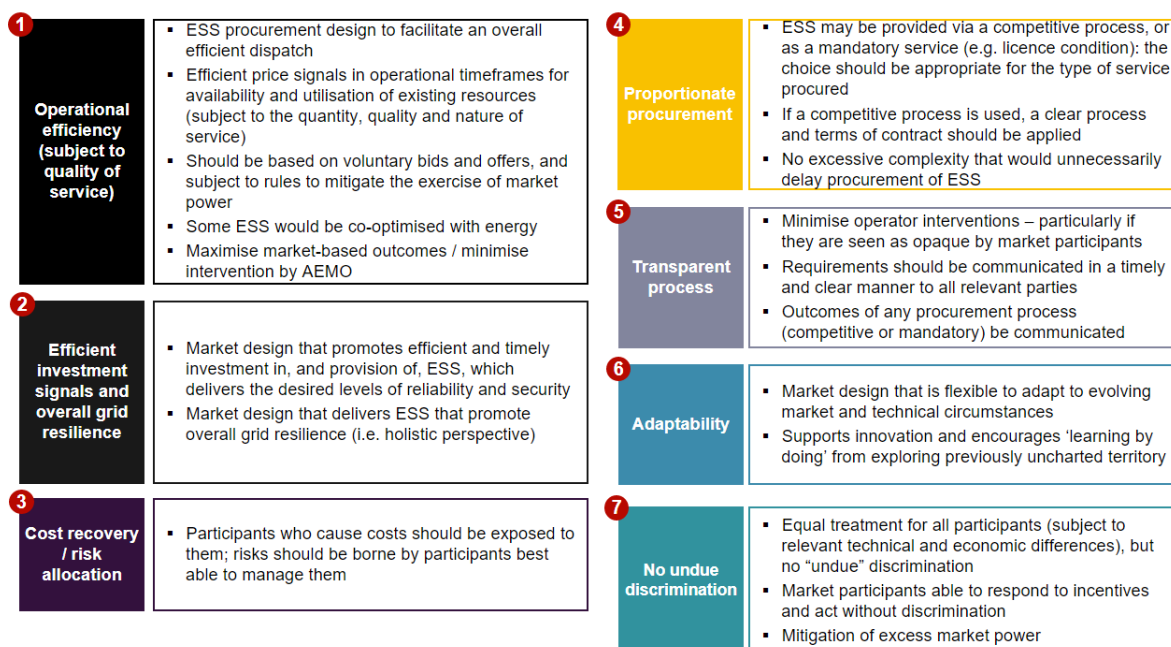 1
Operational
efficiency
(subject to
quality of
service)
▪ ESS procurement design to facilitate an overall
efficient dispatch
▪ Efficient price signals in operational timeframes for
availability and utilisation of existing resources
(subject to the quantity, quality and nature of
service)
▪ Should be based on voluntary bids and offers, and
subject to rules to mitigate the exercise of market
power
▪ Some ESS would be co-optimised with energy
▪ Maximise market-based outcomes / minimise
intervention by AEMO
2
Efficient
investment
signals and
overall grid
resilience
▪ Market design that promotes efficient and timely
investment in, and provision of, ESS, which
delivers the desired levels of reliability and security
▪ Market design that delivers ESS that promote
overall grid resilience (i.e. holistic perspective)
3
Cost recovery
/ risk
allocation
▪ Participants who cause costs should be exposed to
them; risks should be borne by participants best
able to manage them
4
Proportionate
procurement
▪ ESS may be provided via a competitive process, or
as a mandatory service (e.g. licence condition): the
choice should be appropriate for the type of service
procured
▪ If a competitive process is used, a clear process
and terms of contract should be applied
▪ No excessive complexity that would unnecessarily
delay procurement of ESS
5
Transparent
process
▪ Minimise operator interventions – particularly if
they are seen as opaque by market participants
▪ Requirements should be communicated in a timely
and clear manner to all relevant parties
▪ Outcomes of any procurement process
(competitive or mandatory) be communicated
6
Adaptability
▪ Market design that is flexible to adapt to evolving
market and technical circumstances
▪ Supports innovation and encourages ‘learning by
doing’ from exploring previously uncharted territory
7
No undue
discrimination
▪ Equal treatment for all participants (subject to
relevant technical and economic differences), but
no “undue” discrimination
▪ Market participants able to respond to incentives
and act without discrimination
▪ Mitigation of excess market power